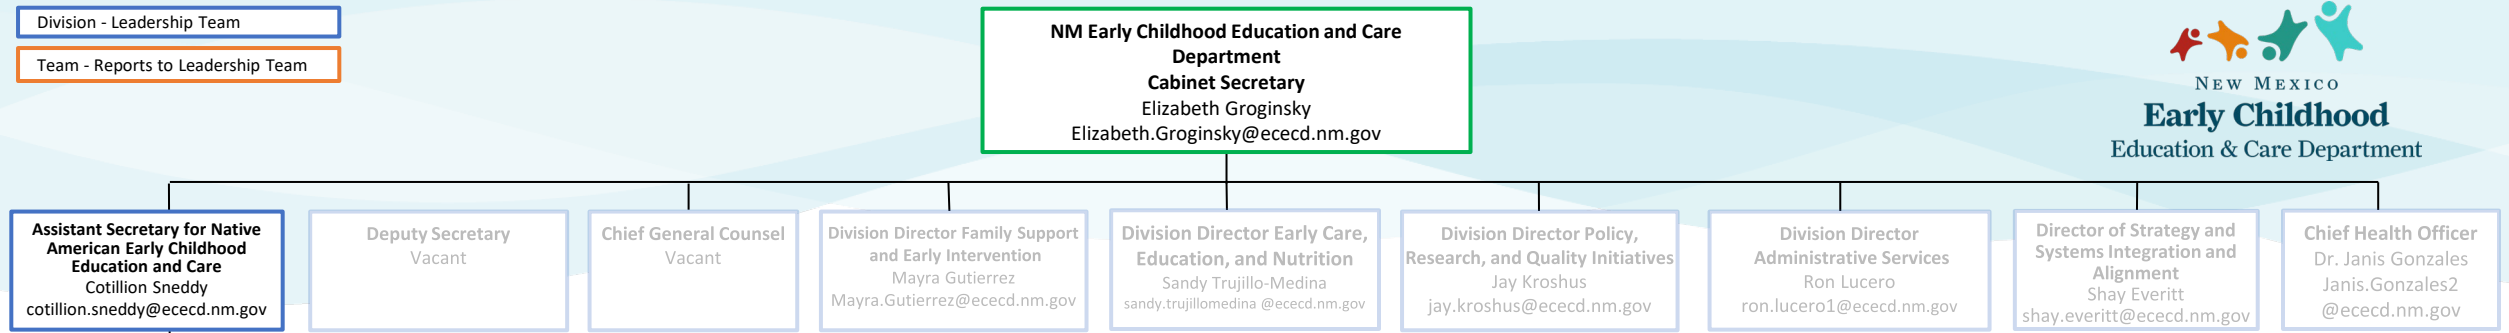 Division - Leadership Team
Team - Reports to Leadership Team
NM Early Childhood Education and Care
Department
Cabinet Secretary
Elizabeth Groginsky
Elizabeth.Groginsky@ececd.nm.gov
NEW MEXICO
Early Childhood
Education & Care Department
Assistant Secretary for Native
American Early Childhood
Education and Care
Cotillion Sneddy
cotillion.sneddy@ececd.nm.gov
Deputy Secretary
Vacant
Chief General Counsel
Vacant
Division Director Family Support
and Early Intervention
Mayra Gutierrez
Mayra.Gutierrez@ececd.nm.gov
Division Director Early Care,
Education, and Nutrition
Sandy Trujillo-Medina
sandy.trujillomedina @ececd.nm.gov
Division Director Policy,
Research, and Quality Initiatives
Jay Kroshus
jay.kroshus@ececd.nm.gov
Division Director
Administrative Services
Ron Lucero
ron.lucero1@ececd.nm.gov
Director of Strategy and
Systems Integration and
Alignment
Shay Everitt
shay.everitt@ececd.nm.gov
Chief Health Officer
Dr. Janis Gonzales
Janis.Gonzales2
@ececd.nm.gov